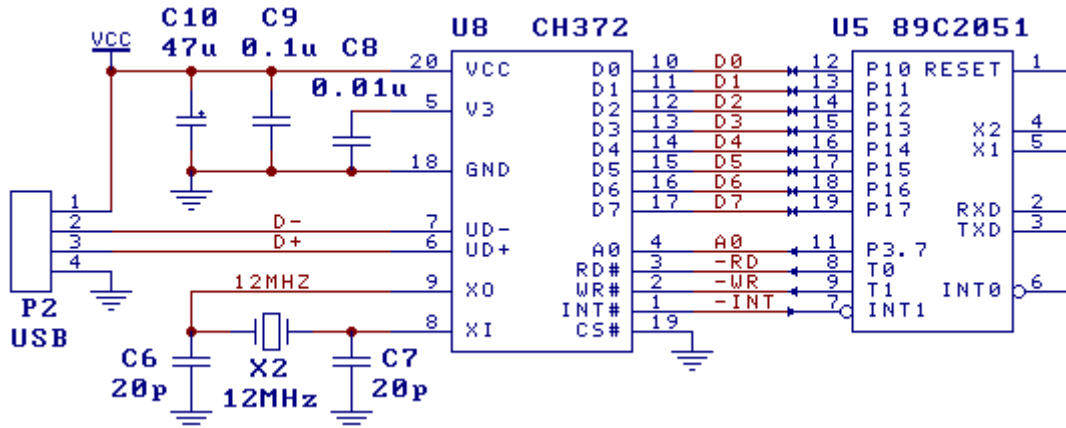 C10 C9
47u 0.1u C8
0.01u
VCC
U8 CH372
U5 89C2051
20 VCC
5 V3
18 GND
7 UD-
6 UD+
9 XO
8 XI
D0 10 D0
D1 11 D1
D2 12 D2
D3 13 D3
D4 14 D4
D5 15 D5
D6 16 D6
D7 17 D7
A0 4 A0
RD# 3 -RD
WR# 2 -WR
INT# 1 -INT
CS# 19
12 P10 RESET 1
13 P11
14 P12
15 P13 X2 4
16 P14 X1 5
17 P15
18 P16
19 P17 RXD 2
TXD 3
11 P3.7
8 T0
9 T1 INT0 6
7 INT1
1
2 D-
3 D+
4
P2
USB
12MHZ
C6
20p
X2
12MHz
C7
20p